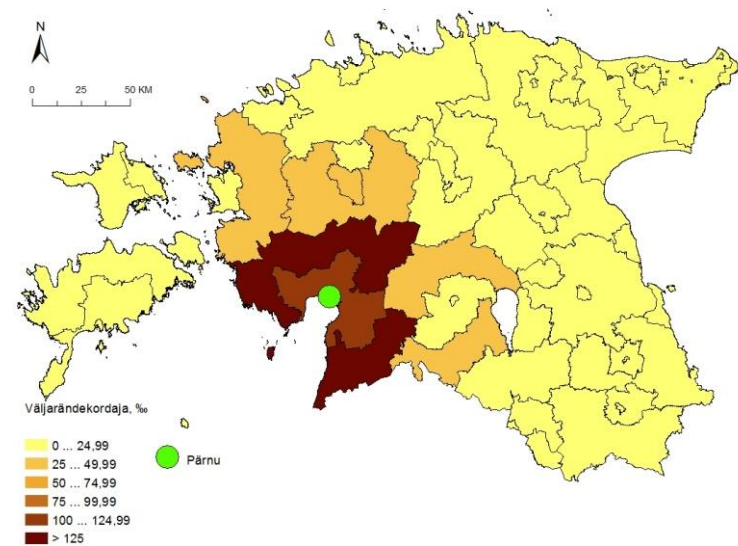 N
0 25 50 KM
Väljarändekordaja, ‰
0 ... 24,99
25 ... 49,99
50 ... 74,99
75 ... 99,99
100 ... 124,99
> 125
Pärnu